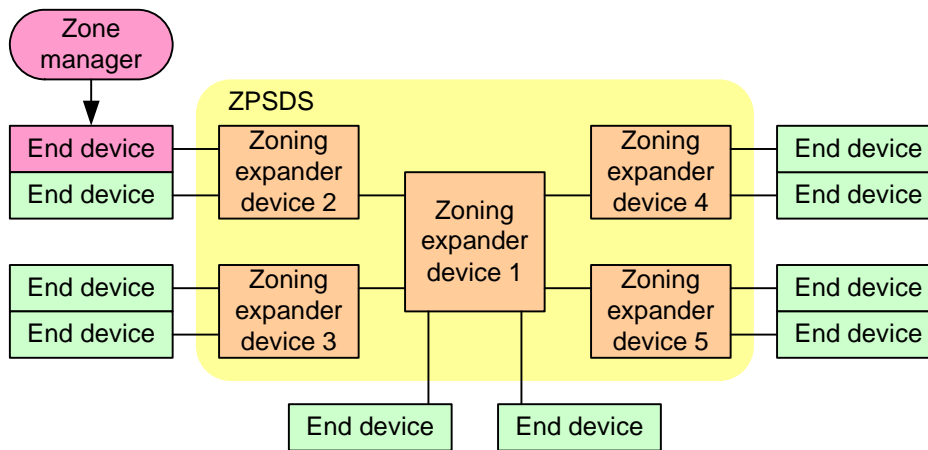 Zone
manager
ZPSDS
End device
End device
Zoning
expander
device 2
Zoning
expander
device 4
End device
End device
Zoning
expander
device 1
End device
End device
Zoning
expander
device 3
Zoning
expander
device 5
End device
End device
End device
End device